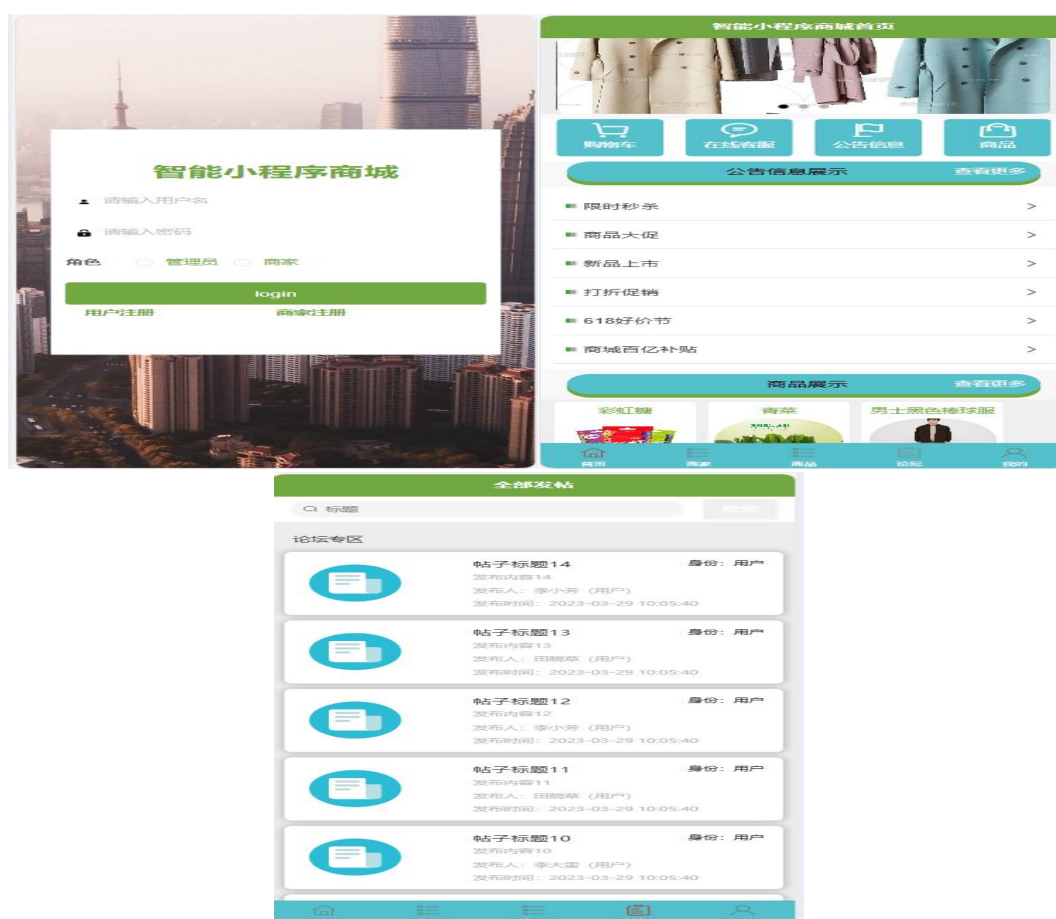 智能小程序商城
请输入用户名
请输入密码
角色 管理员 商家
login
用户注册 商家注册
智能小程序商城首页
购物车 在线客服 公告信息 商品
公告信息展示 查看更多
限时秒杀 >
商品大促 >
新品上市 >
打折促销 >
618好价节 >
商城百亿补贴 >
商品展示 查看更多
彩虹糖 青菜 男士黑色棒球服
首页 商家 商品 论坛 我的
全部发帖
标题 搜索
论坛专区
帖子标题14 身份：用户
发布内容14
发布人：李小芳（用户）
发布时间：2023-03-29 10:05:40
帖子标题13 身份：用户
发布内容13
发布人：田晓草（用户）
发布时间：2023-03-29 10:05:40
帖子标题12 身份：用户
发布内容12
发布人：李小芳（用户）
发布时间：2023-03-29 10:05:40
帖子标题11 身份：用户
发布内容11
发布人：田晓草（用户）
发布时间：2023-03-29 10:05:40
帖子标题10 身份：用户
发布内容10
发布人：李大雷（用户）
发布时间：2023-03-29 10:05:40